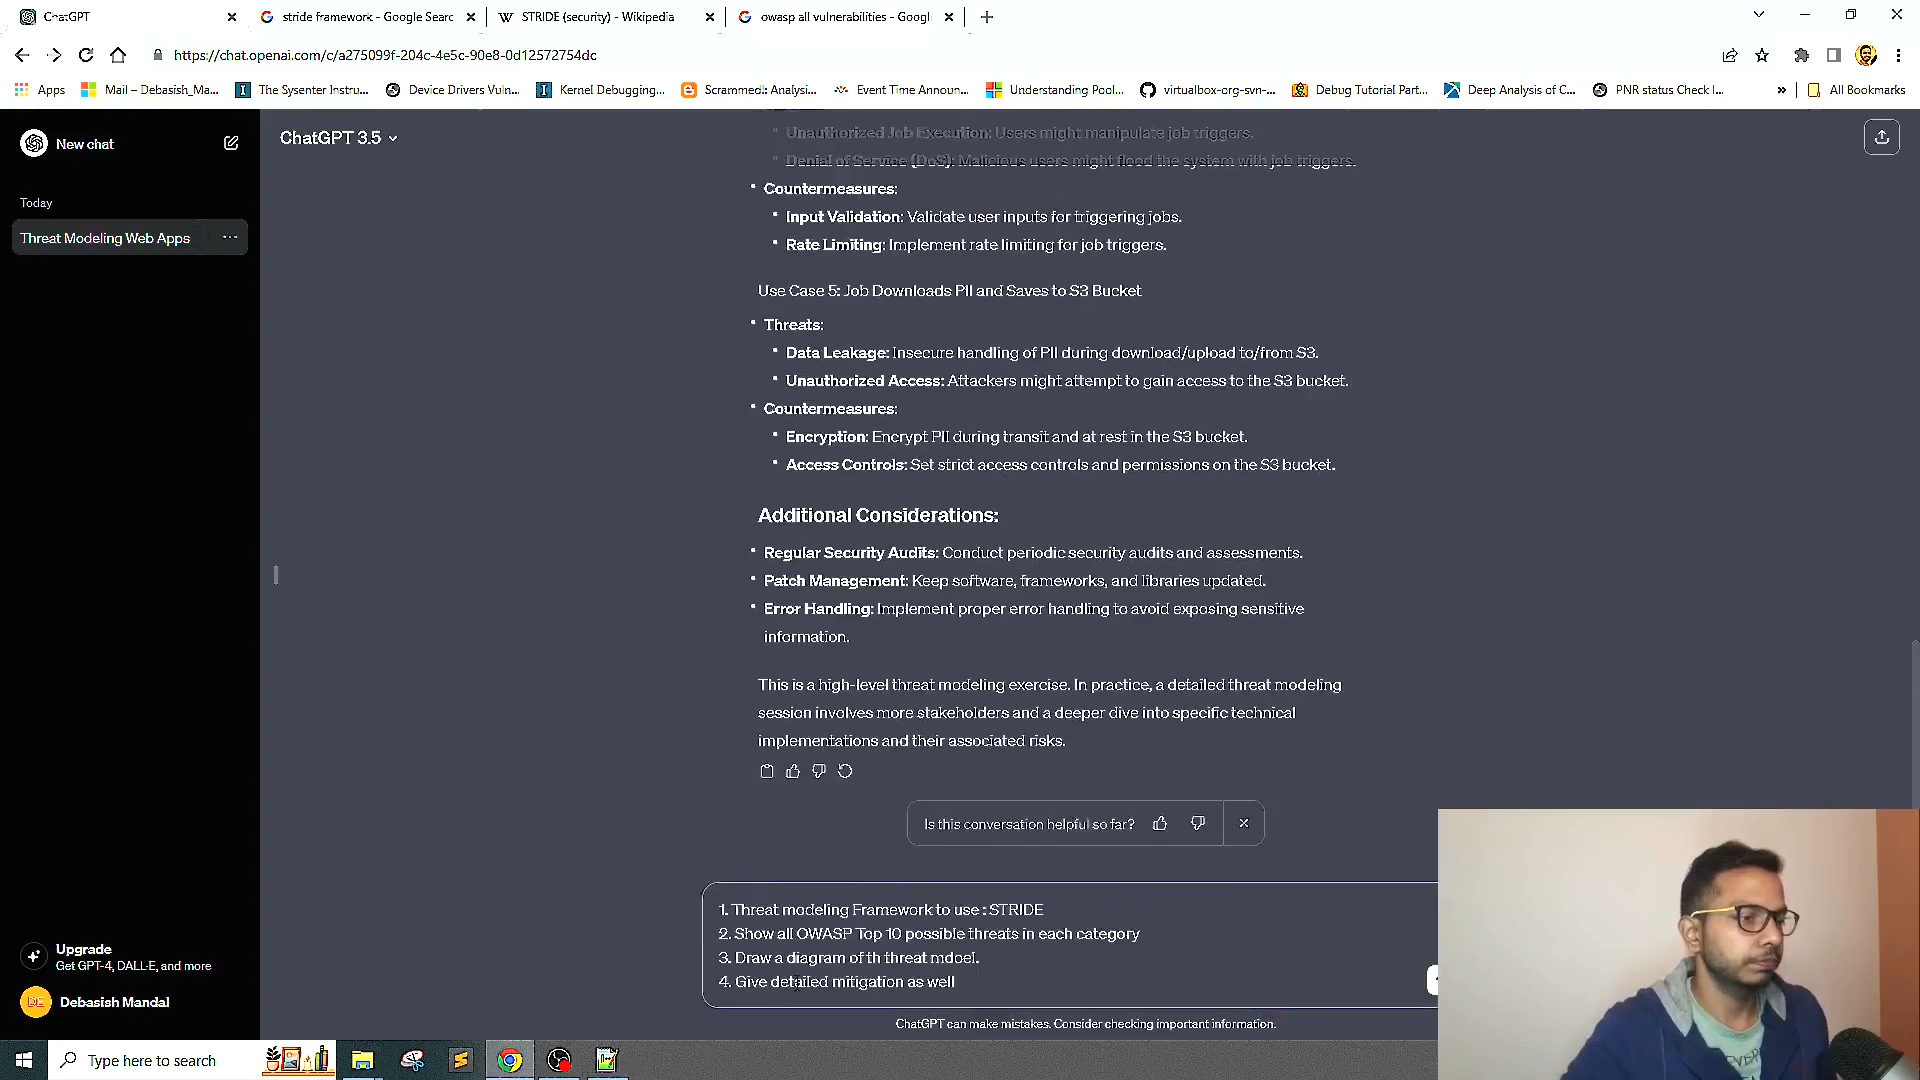 ChatGPT
stride framework - Google Searc
STRIDE (security) - Wikipedia
owasp all vulnerabilities - Googl
https://chat.openai.com/c/a275099f-204c-4e5c-90e8-0d12572754dc
Apps
Mail – Debasish_Ma...
The Sysenter Instru...
Device Drivers Vuln...
Kernel Debugging...
Scrammed: Analysi...
Event Time Announ...
Understanding Pool...
virtualbox-org-svn-...
Debug Tutorial Part...
Deep Analysis of C...
PNR status Check I...
»
All Bookmarks
New chat
Today
Threat Modeling Web Apps
ChatGPT 3.5
Unauthorized Job Execution: Users might manipulate job triggers.
Denial of Service (DoS): Malicious users might flood the system with job triggers.
Countermeasures:
Input Validation: Validate user inputs for triggering jobs.
Rate Limiting: Implement rate limiting for job triggers.
Use Case 5: Job Downloads PII and Saves to S3 Bucket
Threats:
Data Leakage: Insecure handling of PII during download/upload to/from S3.
Unauthorized Access: Attackers might attempt to gain access to the S3 bucket.
Countermeasures:
Encryption: Encrypt PII during transit and at rest in the S3 bucket.
Access Controls: Set strict access controls and permissions on the S3 bucket.
Additional Considerations:
Regular Security Audits: Conduct periodic security audits and assessments.
Patch Management: Keep software, frameworks, and libraries updated.
Error Handling: Implement proper error handling to avoid exposing sensitive
information.
This is a high-level threat modeling exercise. In practice, a detailed threat modeling
session involves more stakeholders and a deeper dive into specific technical
implementations and their associated risks.
Is this conversation helpful so far?
1. Threat modeling Framework to use : STRIDE
2. Show all OWASP Top 10 possible threats in each category
3. Draw a diagram of th threat mdoel.
4. Give detailed mitigation as well
ChatGPT can make mistakes. Consider checking important information.
Upgrade
Get GPT-4, DALL·E, and more
DE
Debasish Mandal
Type here to search